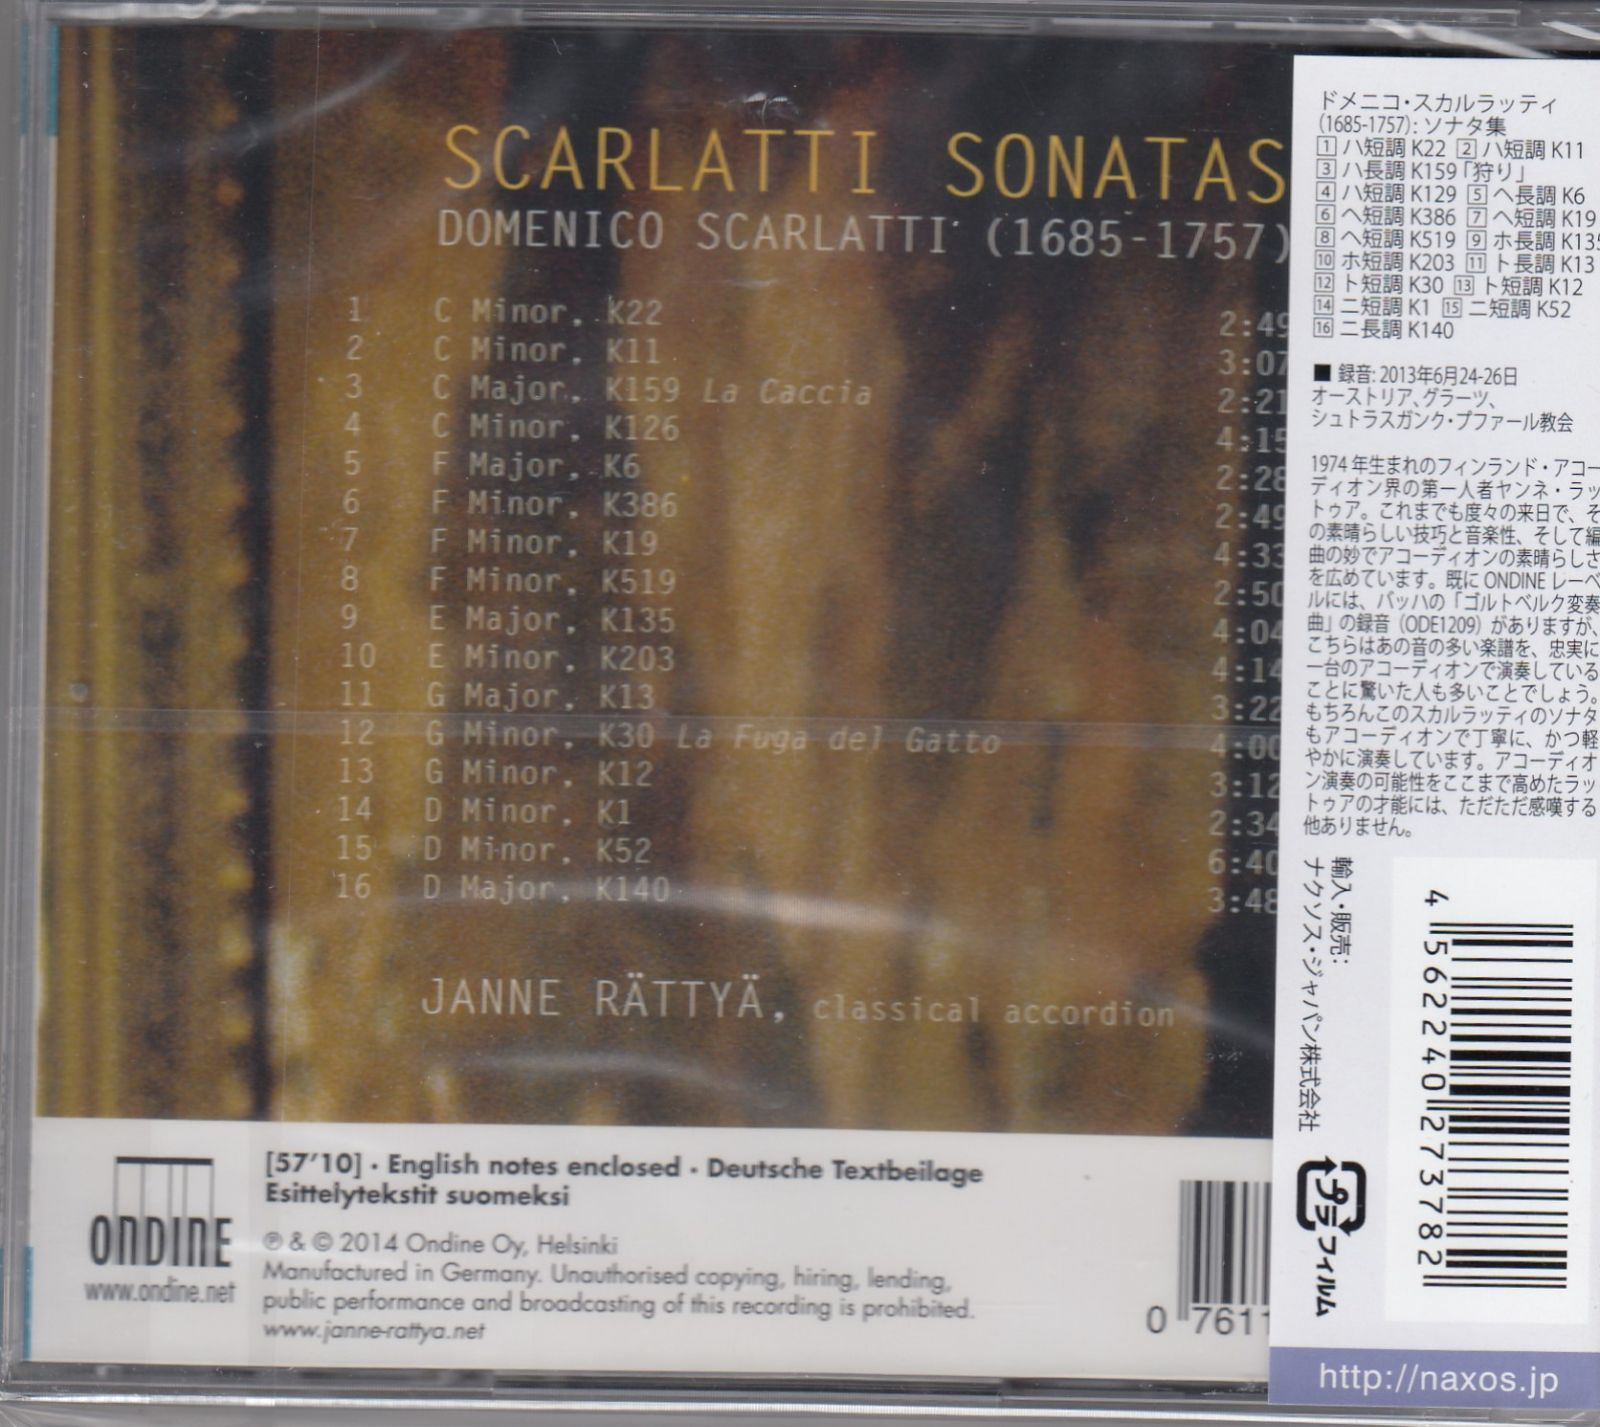 SCARLATTI SONATAS
DOMENICO SCARLATTI (1685-1757)
1 C Minor, K22 2:49
2 C Minor, K11 3:07
3 C Major, K159 La Caccia 2:21
4 C Minor, K126 4:15
5 F Major, K6 2:28
6 F Minor, K386 2:49
7 F Minor, K19 4:33
8 F Minor, K519 2:50
9 E Major, K135 4:04
10 E Minor, K203 4:14
11 G Major, K13 3:22
12 G Minor, K30 La Fuga del Gatto 4:00
13 G Minor, K12 3:12
14 D Minor, K1 2:34
15 D Minor, K52 6:40
16 D Major, K140 3:48
JANNE RÄTTYÄ, classical accordion
ONDINE
www.ondine.net
[57'10] · English notes enclosed · Deutsche Textbeilage
Esittelytekstit suomeksi
℗ & © 2014 Ondine Oy, Helsinki
Manufactured in Germany. Unauthorised copying, hiring, lending,
public performance and broadcasting of this recording is prohibited.
www.janne-rattya.net
0 7611
ドメニコ・スカルラッティ
(1685-1757): ソナタ集
1 ハ短調 K22 2 ハ短調 K11
3 ハ長調 K159「狩り」
4 ハ短調 K129 5 ヘ長調 K6
6 ヘ短調 K386 7 ヘ短調 K19
8 ヘ短調 K519 9 ホ長調 K135
10 ホ短調 K203 11 ト長調 K13
12 ト短調 K30 13 ト短調 K12
14 ニ短調 K1 15 ニ短調 K52
16 ニ長調 K140
■ 録音: 2013年6月24-26日
オーストリア、グラーツ、
シュトラスガンク・プファール教会
1974年生まれのフィンランド・アコー
ディオン界の第一人者ヤンネ・ラッ
トゥア。これまでも度々の来日で、そ
の素晴らしい技巧と音楽性、そして編
曲の妙でアコーディオンの素晴らしさ
を広めています。既に ONDINE レーベ
ルには、バッハの「ゴルトベルク変奏
曲」の録音（ODE1209）がありますが、
こちらはあの音の多い楽譜を、忠実に
一台のアコーディオンで演奏している
ことに驚いた人も多いことでしょう。
もちろんこのスカルラッティのソナタ
もアコーディオンで丁寧に、かつ軽
やかに演奏しています。アコーディオ
ン演奏の可能性をここまで高めたラッ
トゥアの才能には、ただただ感嘆する
他ありません。
輸入・販売:
ナクソス・ジャパン株式会社
プラ
フィルム
4 562240 273782
http://naxos.jp